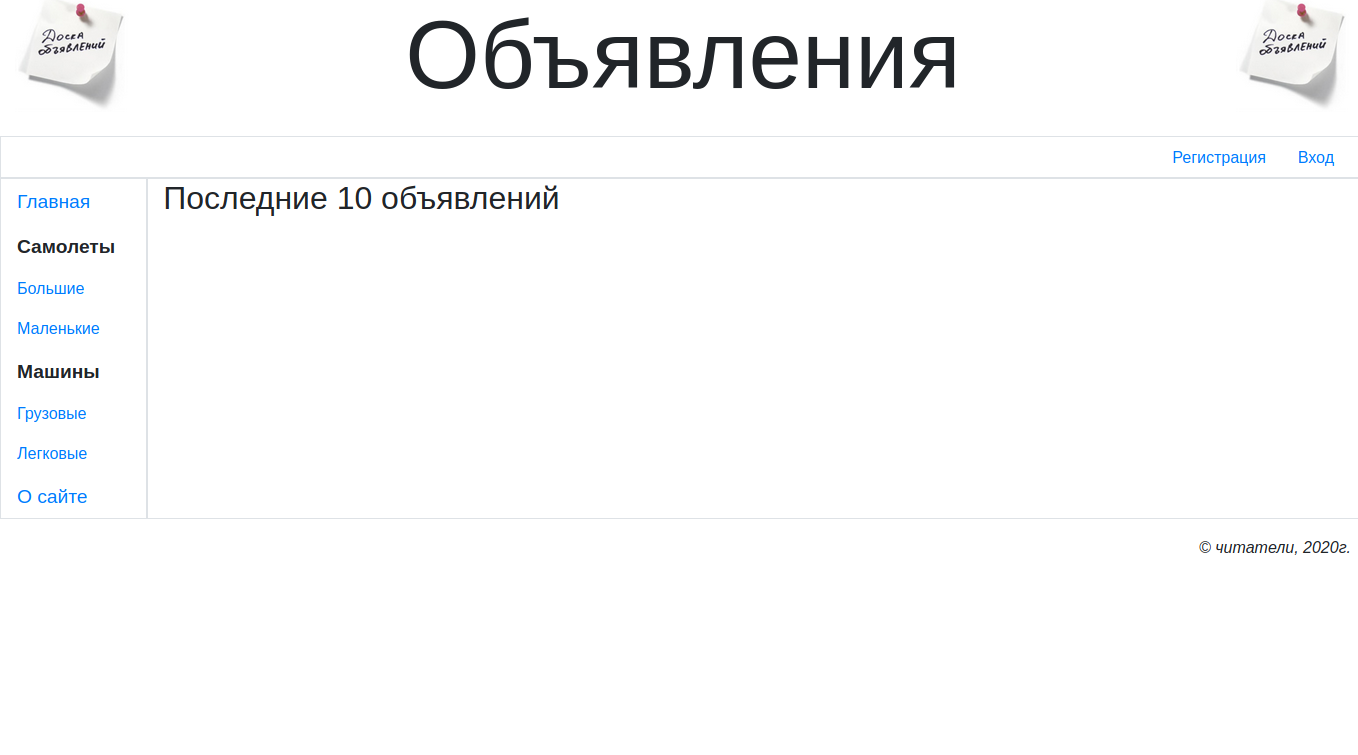 Доска
объявлений
Объявления
Доска
объявлений
Регистрация Вход
Главная
Последние 10 объявлений
Самолеты
Большие
Маленькие
Машины
Грузовые
Легковые
О сайте
© читатели, 2020г.